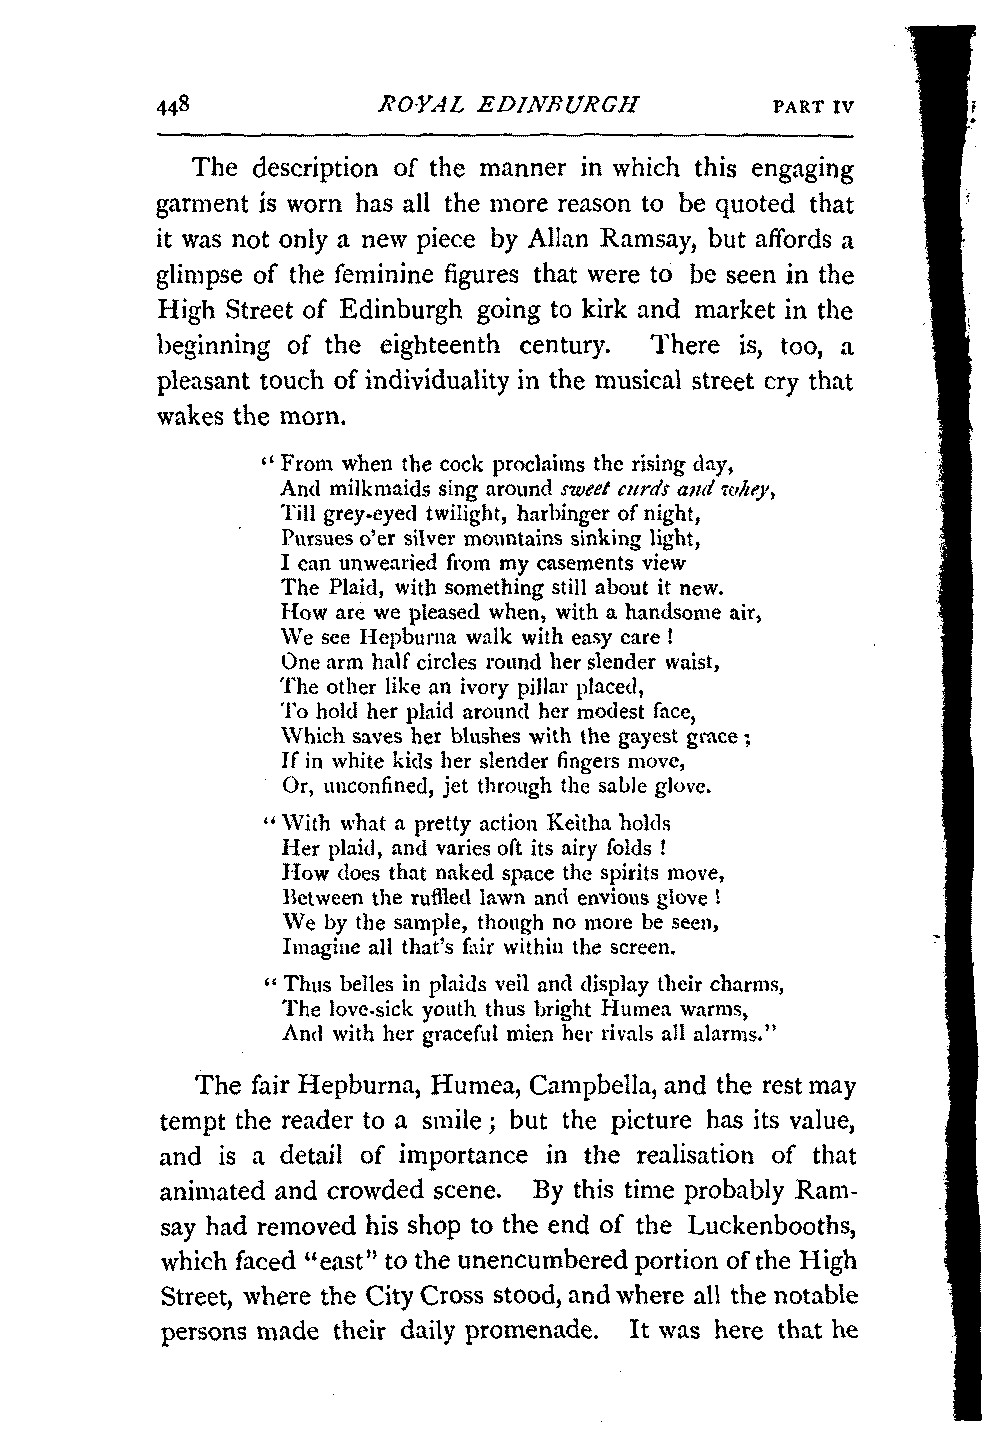 448 ROYAL EDINBURGH PART IV
The description of the manner in which this engaging
garment is worn has all the more reason to be quoted that
it was not only a new piece by Allan Ramsay, but affords a
glimpse of the feminine figures that were to be seen in the
High Street of Edinburgh going to kirk and market in the
beginning of the eighteenth century. There is, too, a
pleasant touch of individuality in the musical street cry that
wakes the morn.
“ From when the cock proclaims the rising day,
And milkmaids sing around sweet curds and whey,
Till grey-eyed twilight, harbinger of night,
Pursues o’er silver mountains sinking light,
I can unwearied from my casements view
The Plaid, with something still about it new.
How are we pleased when, with a handsome air,
We see Hepburna walk with easy care !
One arm half circles round her slender waist,
The other like an ivory pillar placed,
To hold her plaid around her modest face,
Which saves her blushes with the gayest grace ;
If in white kids her slender fingers move,
Or, unconfined, jet through the sable glove.
“ With what a pretty action Keitha holds
Her plaid, and varies oft its airy folds !
How does that naked space the spirits move,
Between the ruffled lawn and envious glove !
We by the sample, though no more be seen,
Imagine all that’s fair within the screen.
“ Thus belles in plaids veil and display their charms,
The love-sick youth thus bright Humea warms,
And with her graceful mien her rivals all alarms.”
The fair Hepburna, Humea, Campbella, and the rest may
tempt the reader to a smile ; but the picture has its value,
and is a detail of importance in the realisation of that
animated and crowded scene. By this time probably Ram-
say had removed his shop to the end of the Luckenbooths,
which faced “east” to the unencumbered portion of the High
Street, where the City Cross stood, and where all the notable
persons made their daily promenade. It was here that he